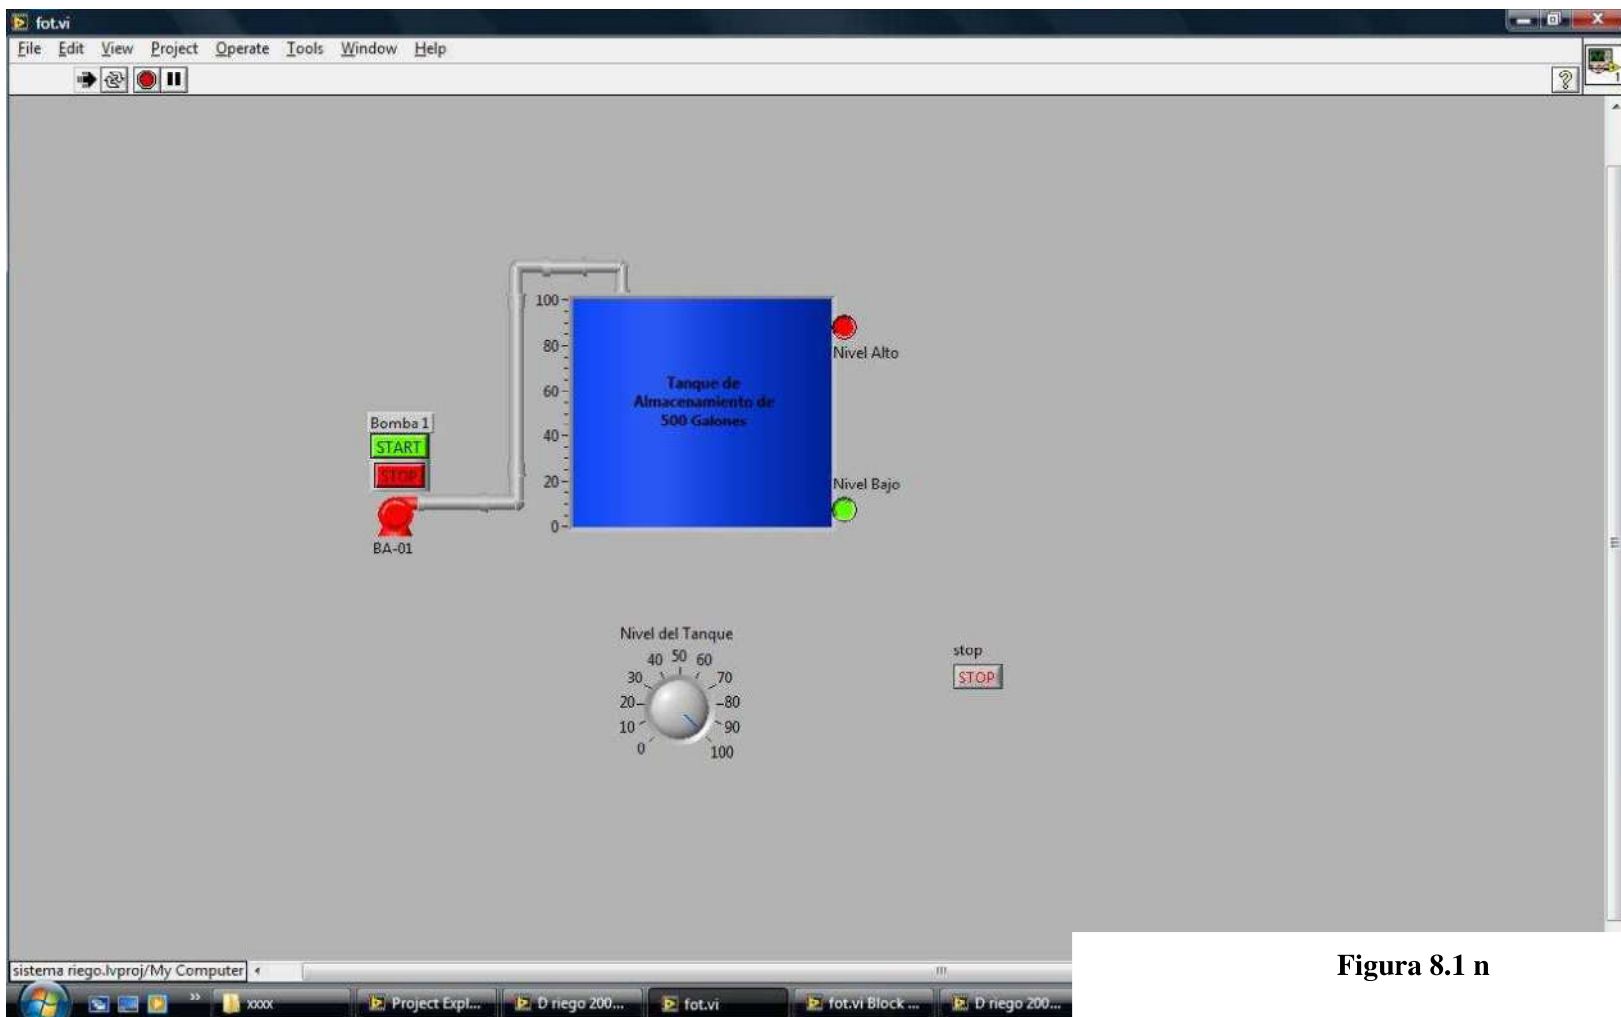 fot.vi
File Edit View Project Operate Tools Window Help
?
1
100
80
60
40
20
0
Tanque de
Almacenamiento de
500 Galones
Nivel Alto
Nivel Bajo
Bomba 1
START
STOP
BA-01
Nivel del Tanque
0
10
20
30
40
50
60
70
80
90
100
stop
STOP
sistema riego.lvproj/My Computer
Figura 8.1 n
xxxx
Project Expl...
D riego 200...
fot.vi
fot.vi Block ...
D riego 200...